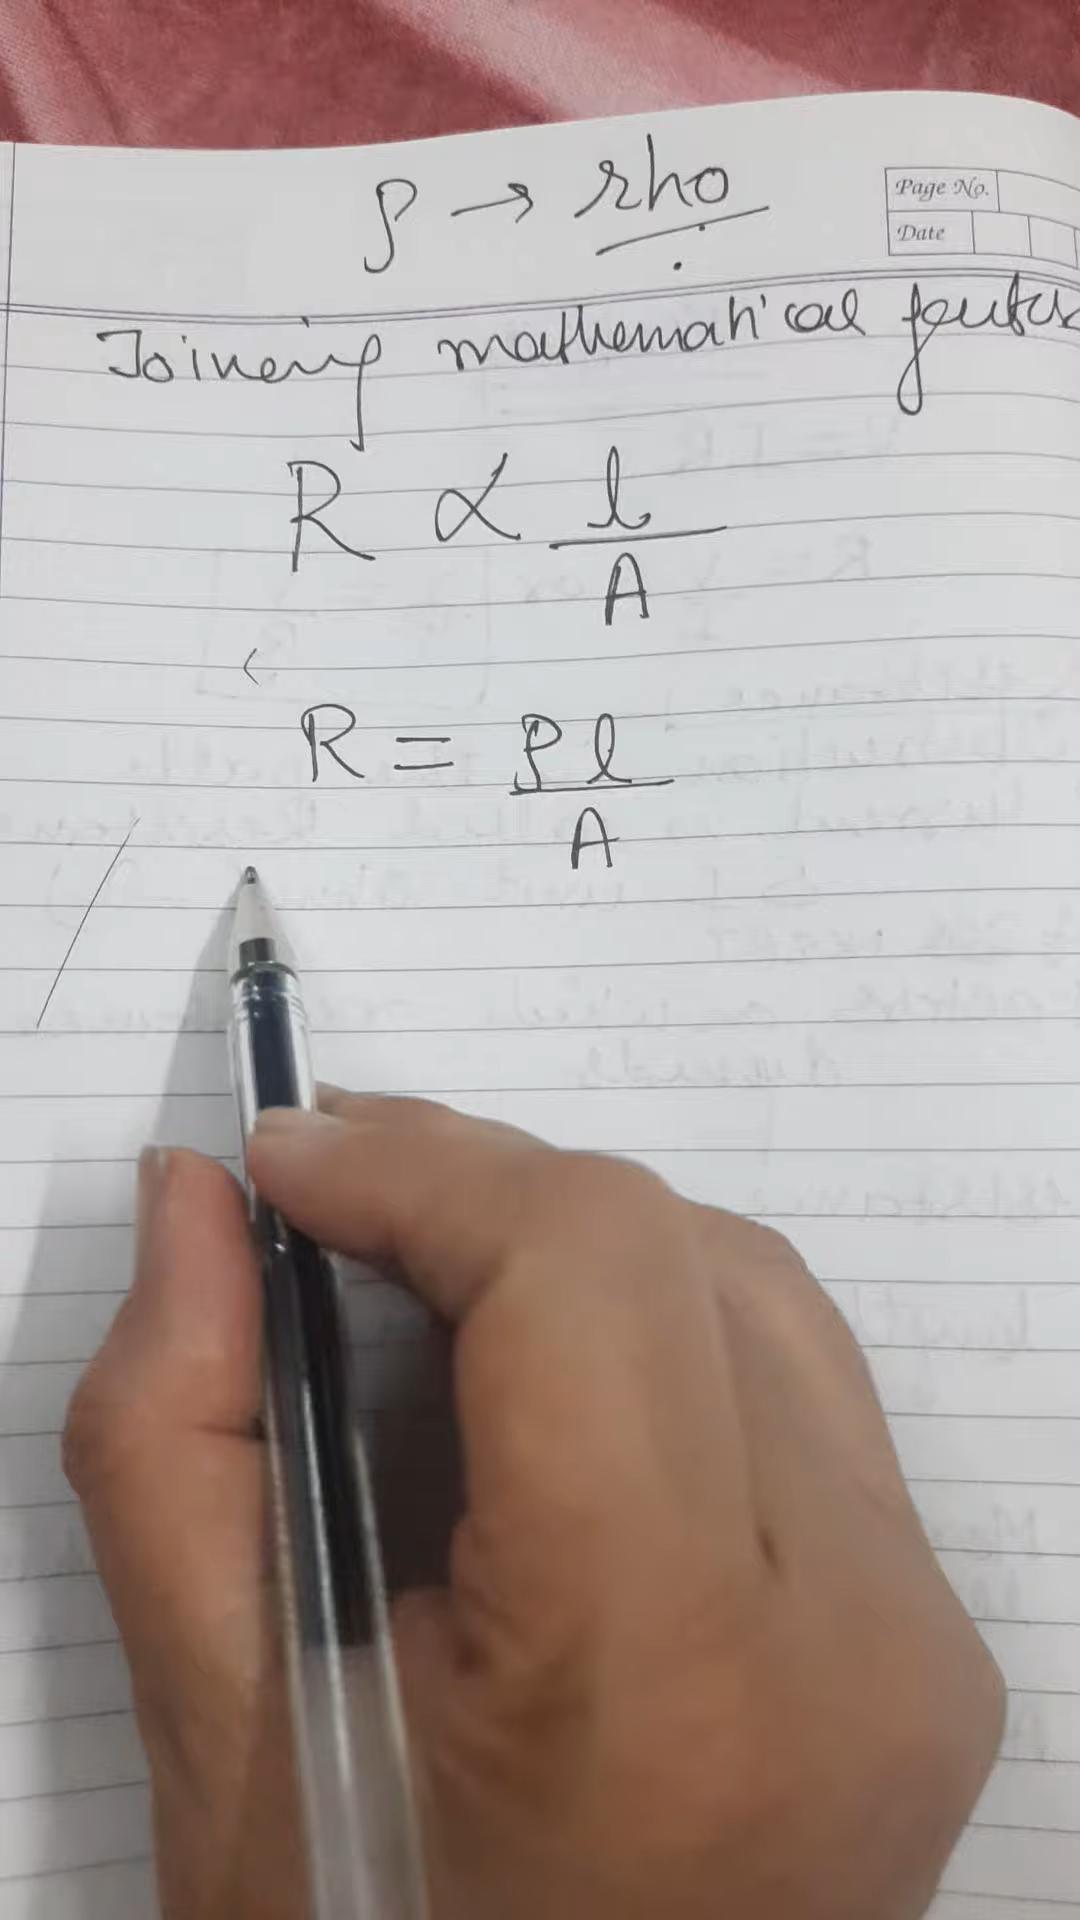 ρ → rho
Page No.
Date
Joining mathematical
R ∝ l/A
R = ρl/A